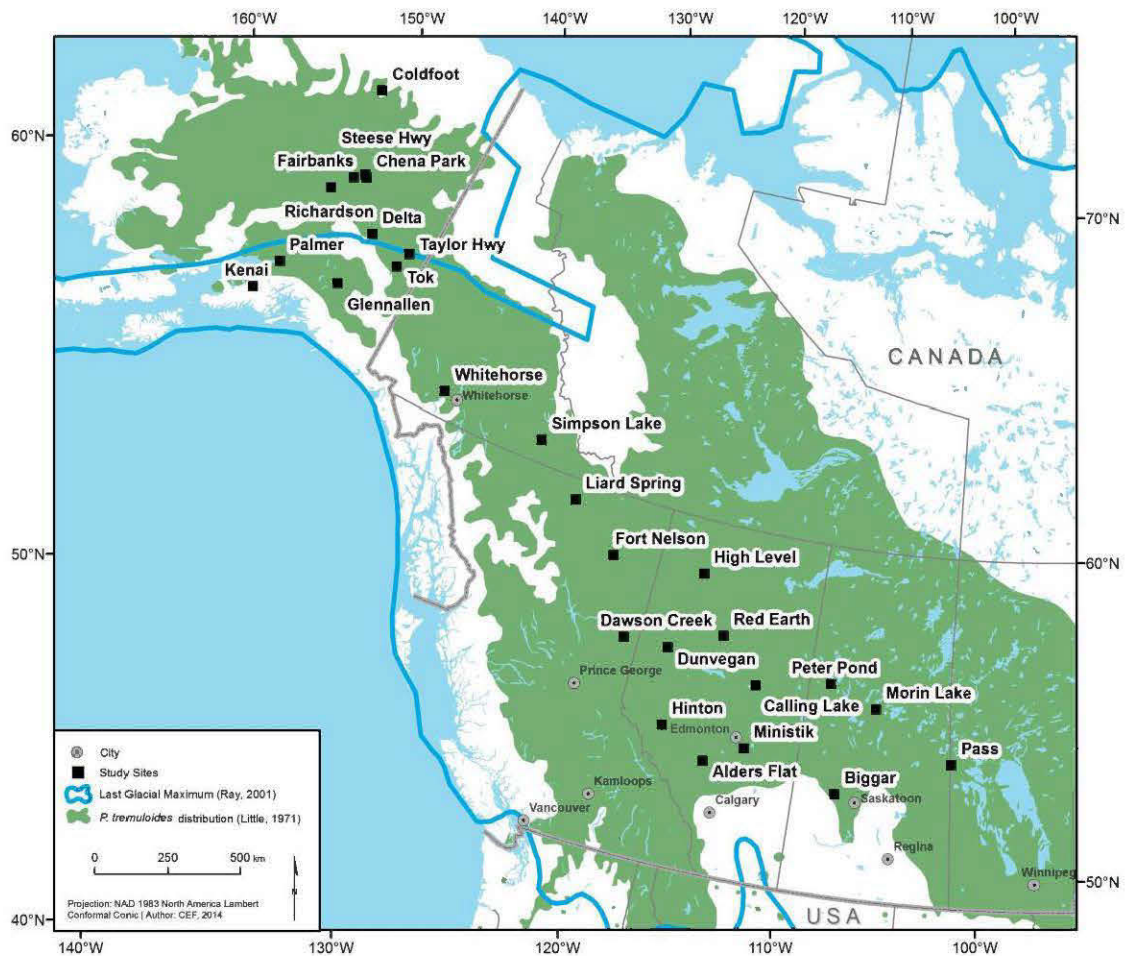 160°W 150°W 140°W 130°W 120°W 110°W 100°W
Coldfoot
60°N
Steese Hwy
Fairbanks Chena Park
Richardson Delta
70°N
Palmer Taylor Hwy
Kenai Tok
Glennallen
CANADA
Whitehorse
Whitehorse
Simpson Lake
Liard Spring
Fort Nelson
50°N
High Level
60°N
Dawson Creek Red Earth
Dunvegan
Prince George
Peter Pond
Calling Lake
Morin Lake
Hinton
Edmonton
Ministik
Pass
Alders Flat
Biggar
Kamloops
Saskatoon
Vancouver
Calgary
Regina
Winnipeg
50°N
USA
City
Study Sites
Last Glacial Maximum (Ray, 2001)
P. tremuloides distribution (Little, 1971)
0 250 500 km
N
Projection: NAD 1983 North America Lambert
Conformal Conic | Author: CEF, 2014
40°N
140°W 130°W 120°W 110°W 100°W